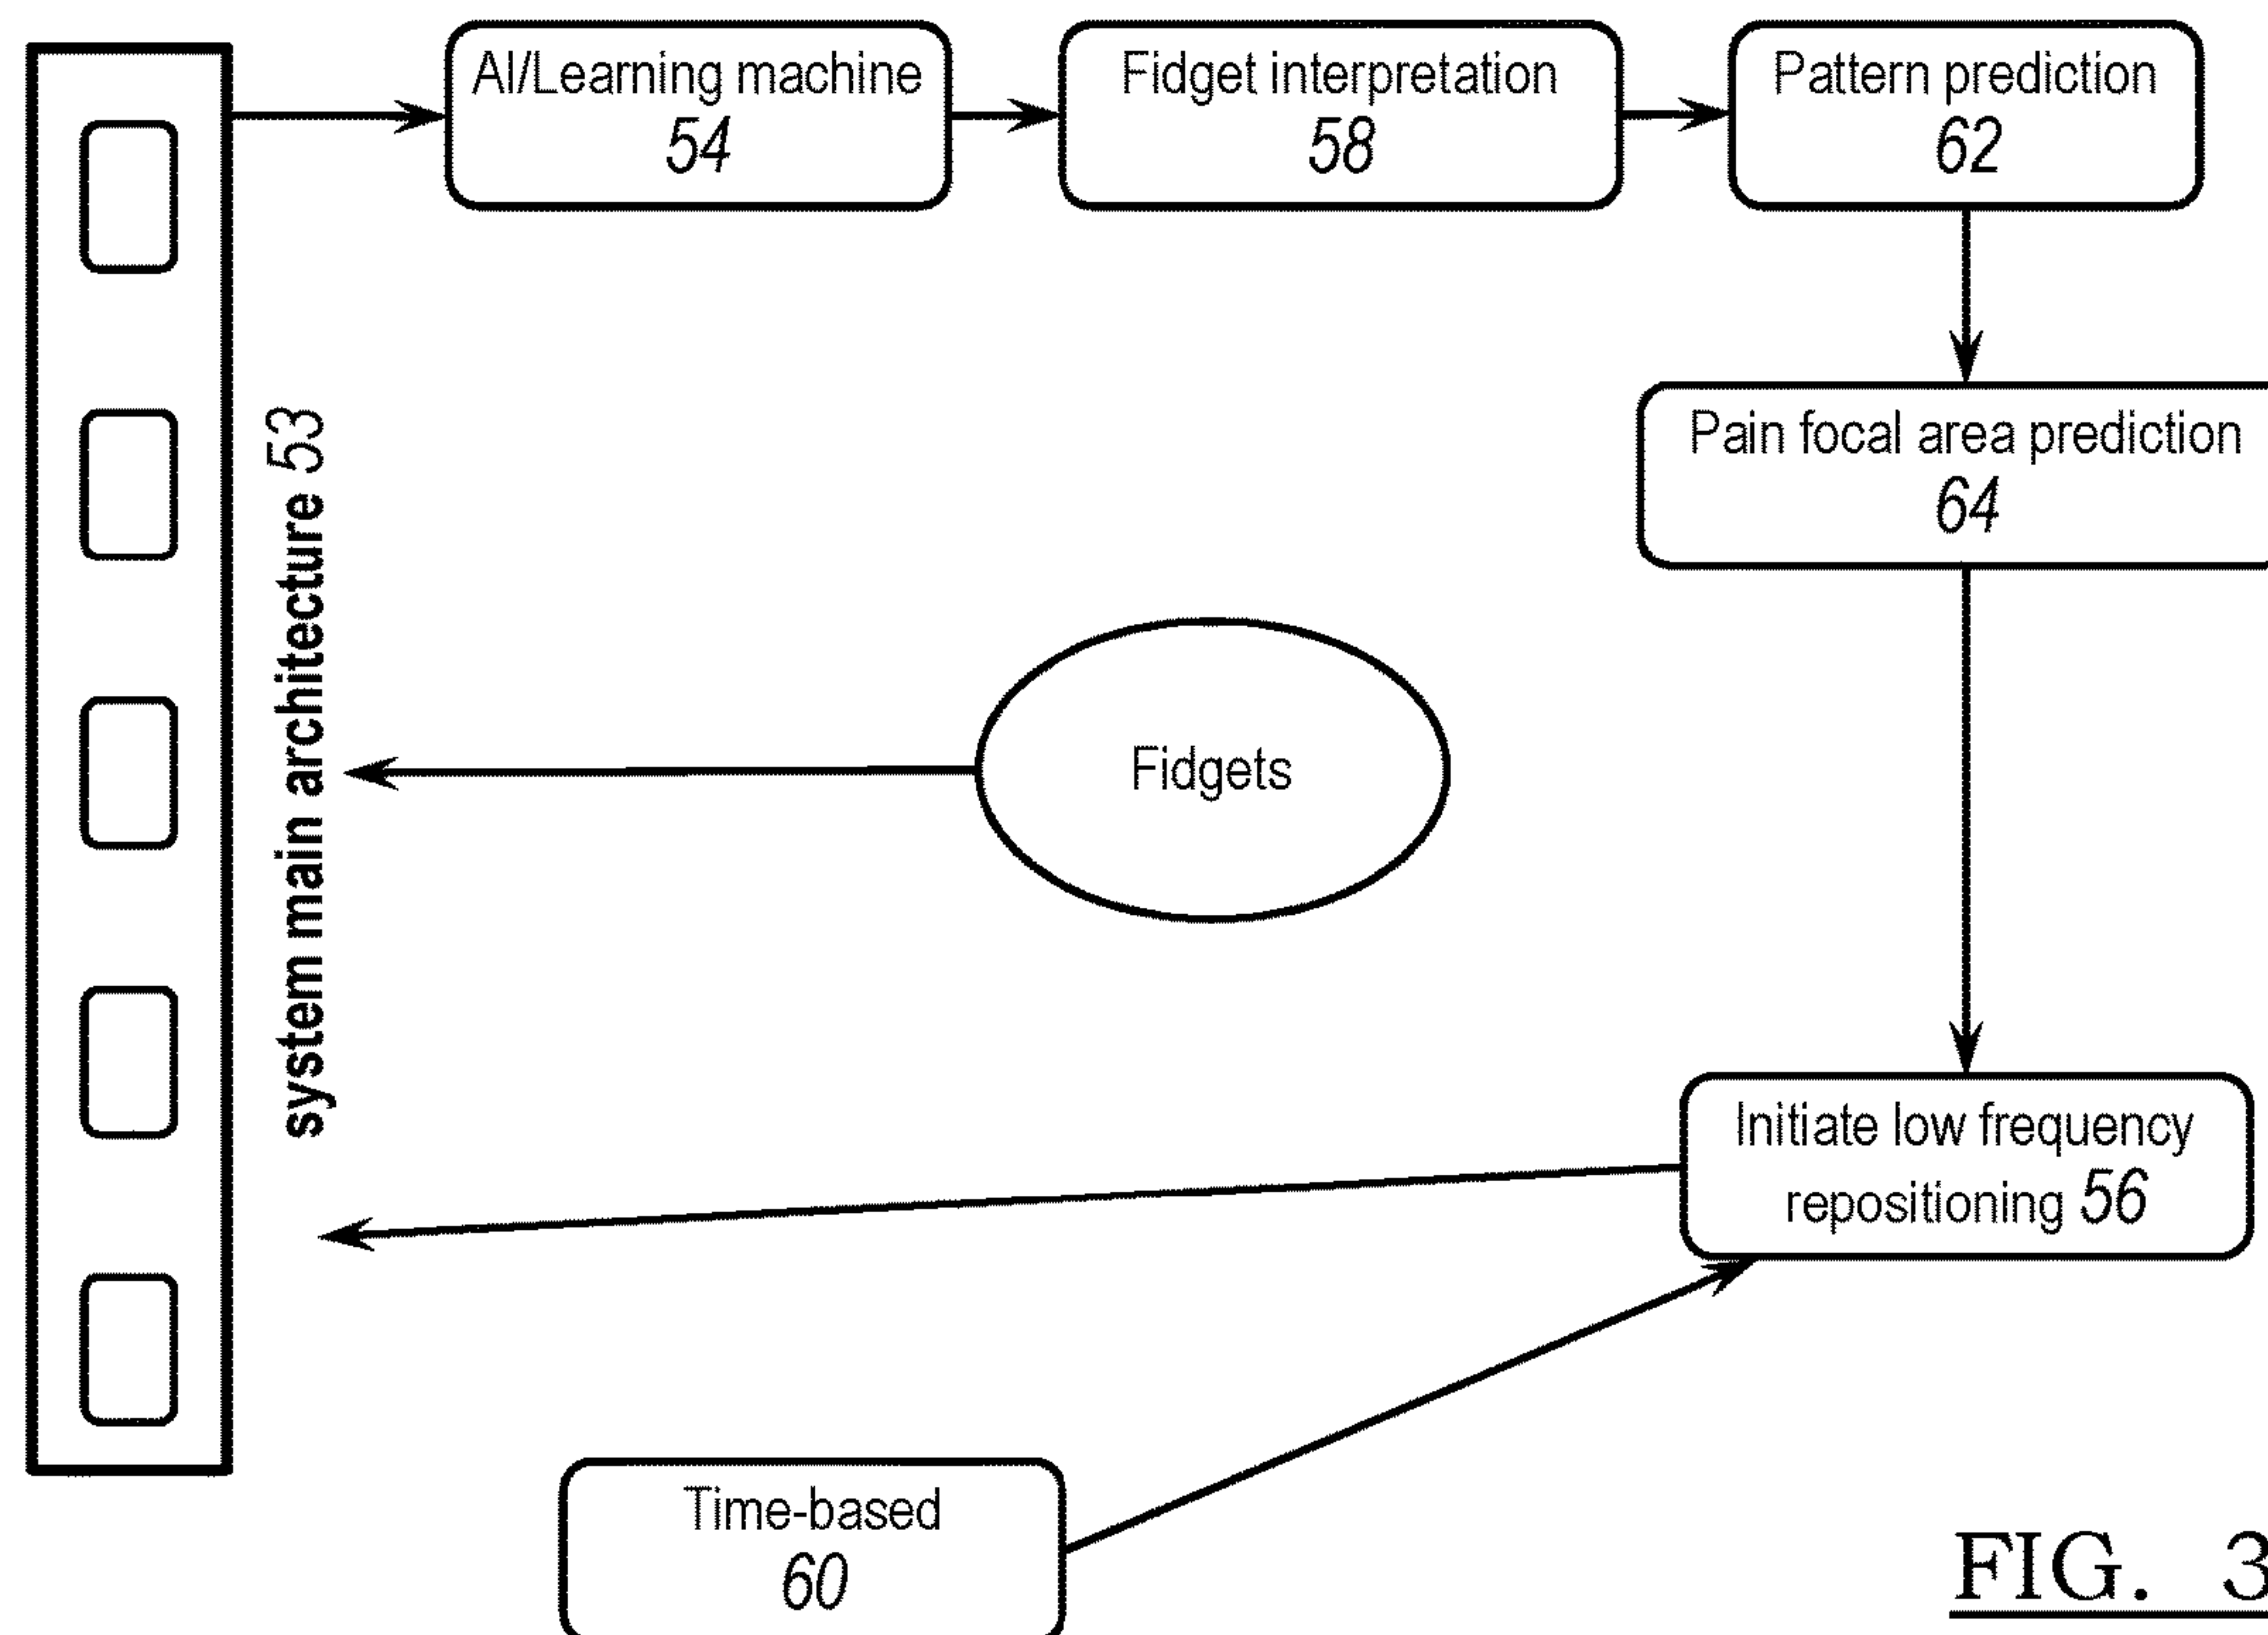 AI/Learning machine
54
Fidget interpretation
58
Pattern prediction
62
Pain focal area prediction
64
system main architecture 53
Fidgets
Initiate low frequency
repositioning 56
Time-based
60
FIG. 3